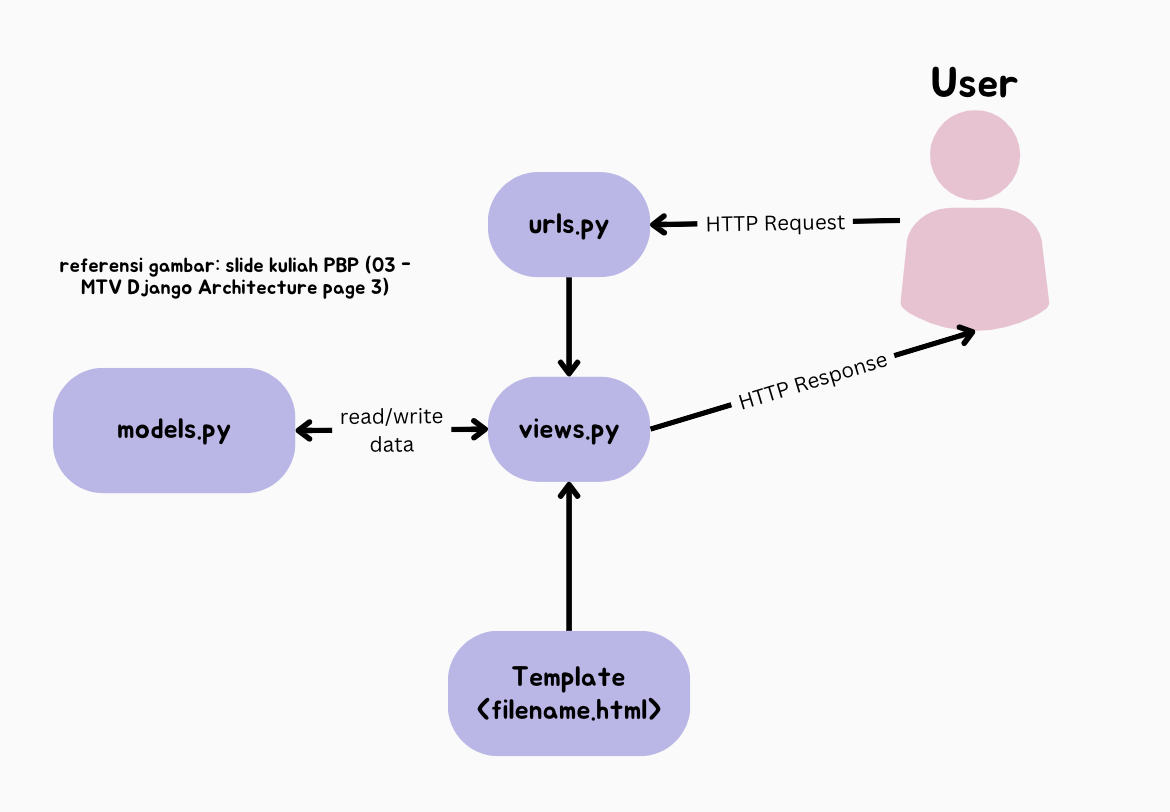 User
urls.py
HTTP Request
referensi gambar: slide kuliah PBP (03 -
MTV Django Architecture page 3)
HTTP Response
models.py
read/write
data
views.py
Template
<filename.html>